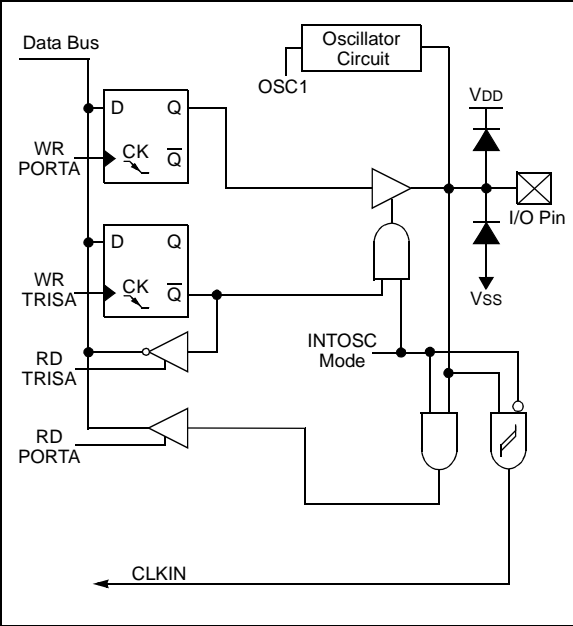 Data Bus
Oscillator
Circuit
OSC1
VDD
D Q
WR
PORTA
CK Q̅
I/O Pin
D Q
WR
TRISA
CK Q̅
VSS
INTOSC
Mode
RD
TRISA
RD
PORTA
CLKIN